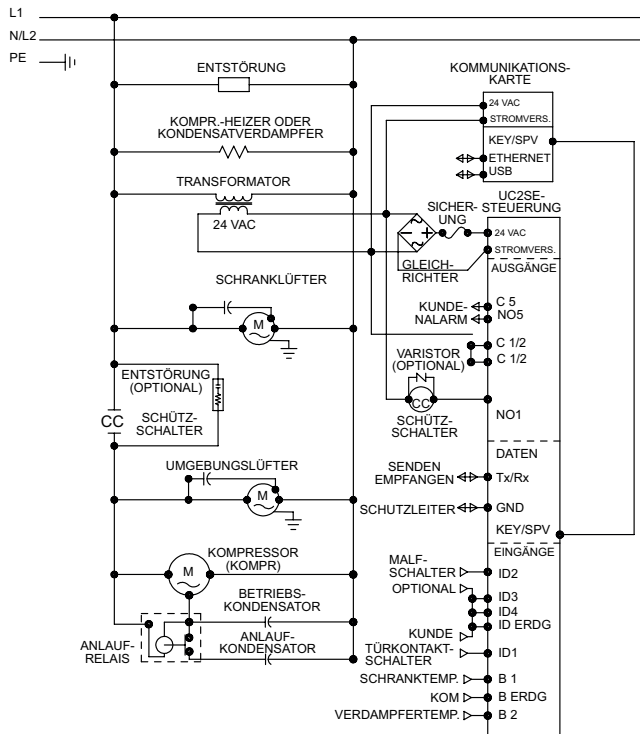 L1
N/L2
PE
ENTSTÖRUNG
KOMPR.-HEIZER ODER
KONDENSATVERDAMPFER
TRANSFORMATOR
24 VAC
SCHRANKLÜFTER
M
ENTSTÖRUNG
(OPTIONAL)
CC
SCHÜTZ-
SCHALTER
UMGEBUNGSLÜFTER
M
KOMPRESSOR
(KOMPR)
M
BETRIEBS-
KONDENSATOR
ANLAUF-
KONDENSATOR
ANLAUF-
RELAIS
KOMMUNIKATIONS-
KARTE
24 VAC
STROMVERS.
KEY/SPV
ETHERNET
USB
SICHER-
UNG
GLEICH-
RICHTER
UC2SE-
STEUERUNG
24 VAC
STROMVERS.
AUSGÄNGE
KUNDE-
NALARM
C 5
NO5
C 1/2
C 1/2
VARISTOR
(OPTIONAL)
CC
SCHÜTZ-
SCHALTER
NO1
DATEN
SENDEN
EMPFANGEN
Tx/Rx
SCHUTZLEITER
GND
KEY/SPV
EINGÄNGE
MALF-
SCHALTER
ID2
OPTIONAL
ID3
ID4
ID ERDG
KUNDE
TÜRKONTAKT-
SCHALTER
ID1
SCHRANKTEMP.
B 1
KOM
B ERDG
VERDAMPFERTEMP.
B 2